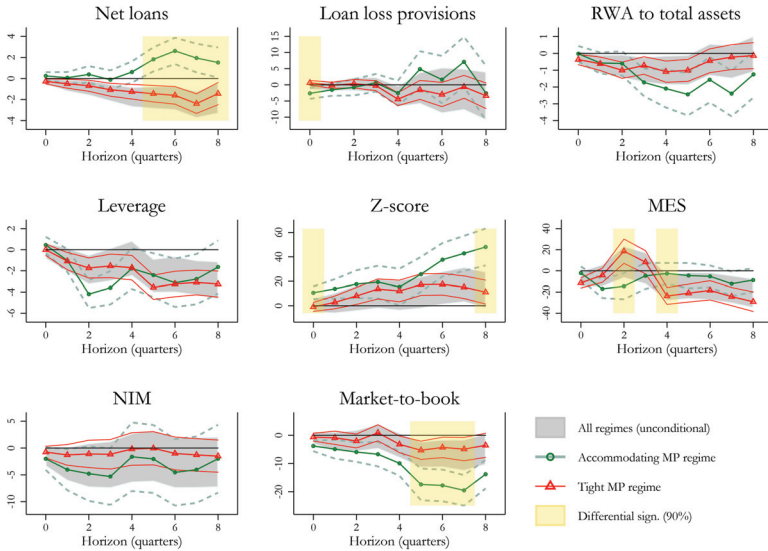 Net loans
4
2
0
-2
-4
0 2 4 6 8
Horizon (quarters)
Loan loss provisions
15
10
5
0
-5
-10
0 2 4 6 8
Horizon (quarters)
RWA to total assets
1
0
-1
-2
-3
-4
0 2 4 6 8
Horizon (quarters)
Leverage
2
0
-2
-4
-6
0 2 4 6 8
Horizon (quarters)
Z-score
60
40
20
0
0 2 4 6 8
Horizon (quarters)
MES
40
20
0
-20
-40
0 2 4 6 8
Horizon (quarters)
NIM
5
0
-5
-10
0 2 4 6 8
Horizon (quarters)
Market-to-book
0
-10
-20
0 2 4 6 8
Horizon (quarters)
All regimes (unconditional)
Accommodating MP regime
Tight MP regime
Differential sign. (90%)